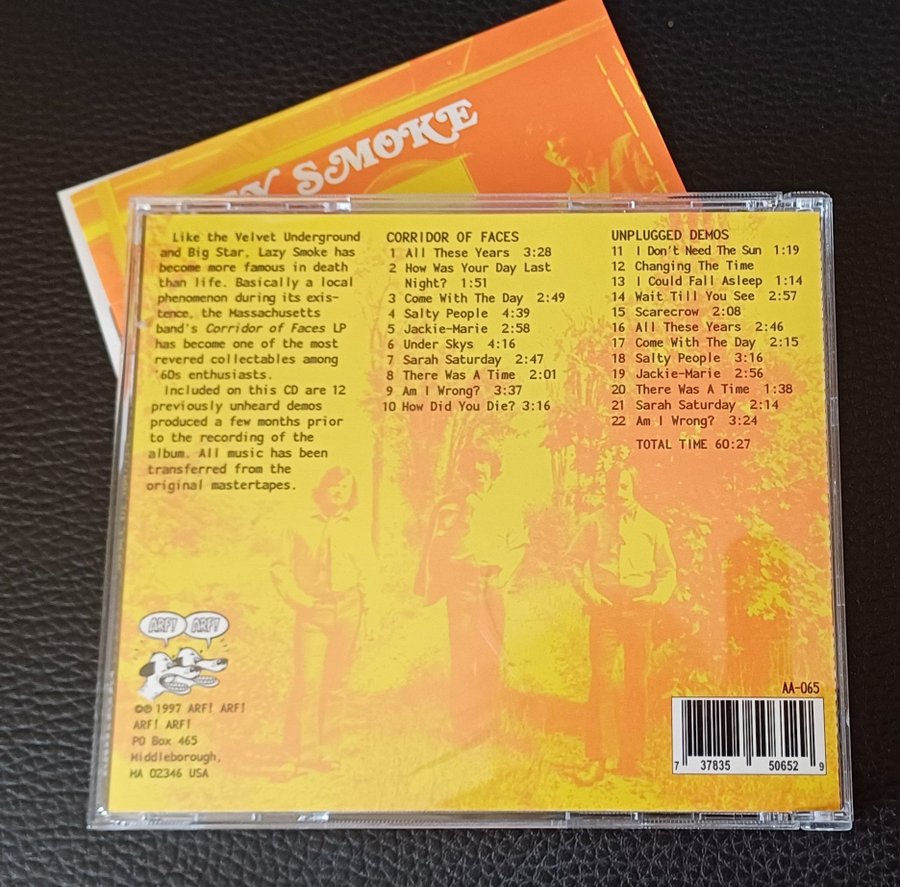 Y SMOKE
Like the Velvet Underground
and Big Star, Lazy Smoke has
become more famous in death
than life. Basically a local
phenomenon during its exis-
tence, the Massachusetts
band's Corridor of Faces LP
has become one of the most
revered collectables among
'60s enthusiasts.
Included on this CD are 12
previously unheard demos
produced a few months prior
to the recording of the
album. All music has been
transferred from the
original mastertapes.
CORRIDOR OF FACES
1 All These Years 3:28
2 How Was Your Day Last
Night? 1:51
3 Come With The Day 2:49
4 Salty People 4:39
5 Jackie-Marie 2:58
6 Under Skys 4:16
7 Sarah Saturday 2:47
8 There Was A Time 2:01
9 Am I Wrong? 3:37
10 How Did You Die? 3:16
UNPLUGGED DEMOS
11 I Don't Need The Sun 1:19
12 Changing The Time
13 I Could Fall Asleep 1:14
14 Wait Till You See 2:57
15 Scarecrow 2:08
16 All These Years 2:46
17 Come With The Day 2:15
18 Salty People 3:16
19 Jackie-Marie 2:56
20 There Was A Time 1:38
21 Sarah Saturday 2:14
22 Am I Wrong? 3:24
TOTAL TIME 60:27
ARF! ARF!
©℗ 1997 ARF! ARF!
ARF! ARF!
PO Box 465
Middleborough,
MA 02346 USA
AA-065
7 37835 50652 9